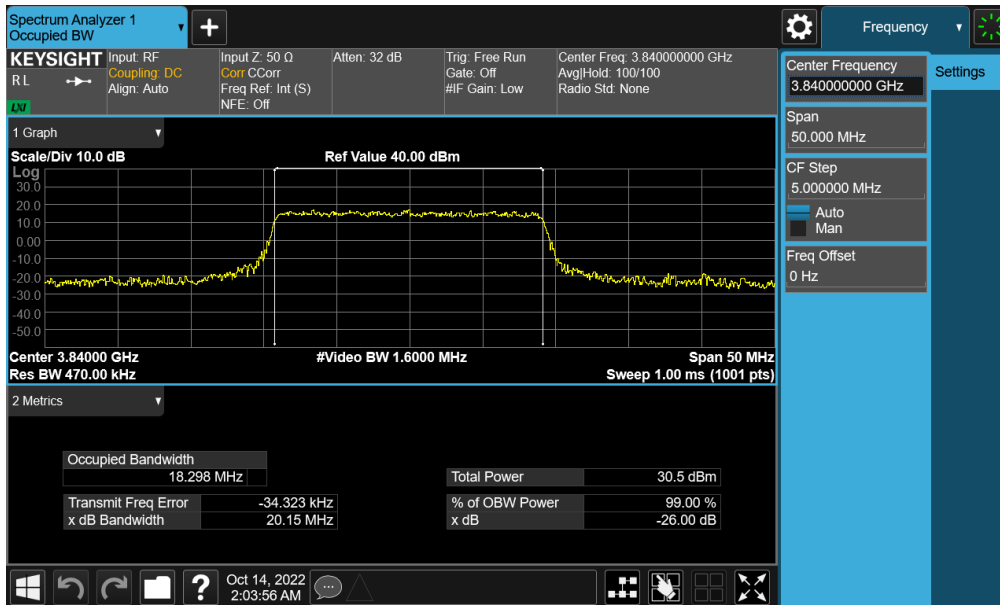 Spectrum Analyzer 1
Occupied BW
+
Frequency
KEYSIGHT
R L
LXI
Input: RF
Coupling: DC
Align: Auto
Input Z: 50 Ω
Corr CCorr
Freq Ref: Int (S)
NFE: Off
Atten: 32 dB
Trig: Free Run
Gate: Off
#IF Gain: Low
Center Freq: 3.840000000 GHz
Avg|Hold: 100/100
Radio Std: None
Center Frequency
3.840000000 GHz
Settings
Span
50.000 MHz
CF Step
5.000000 MHz
Auto
Man
Freq Offset
0 Hz
1 Graph
Scale/Div 10.0 dB
Ref Value 40.00 dBm
Log
30.0
20.0
10.0
0.00
-10.0
-20.0
-30.0
-40.0
-50.0
Center 3.84000 GHz
#Video BW 1.6000 MHz
Span 50 MHz
Res BW 470.00 kHz
Sweep 1.00 ms (1001 pts)
2 Metrics
Occupied Bandwidth
18.298 MHz
Total Power 30.5 dBm
Transmit Freq Error -34.323 kHz
% of OBW Power 99.00 %
x dB Bandwidth 20.15 MHz
x dB -26.00 dB
?
Oct 14, 2022
2:03:56 AM